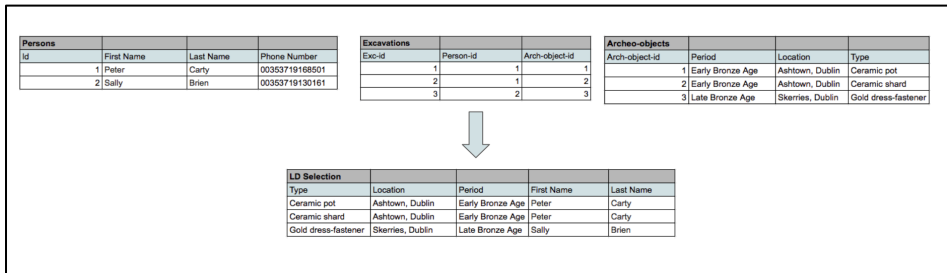 Persons
Id First Name Last Name Phone Number
1 Peter Carty 00353719168501
2 Sally Brien 00353719130161
Excavations
Exc-id Person-id Arch-object-id
1 1 1
2 1 2
3 2 3
Archeo-objects
Arch-object-id Period Location Type
1 Early Bronze Age Ashtown, Dublin Ceramic pot
2 Early Bronze Age Ashtown, Dublin Ceramic shard
3 Late Bronze Age Skerries, Dublin Gold dress-fastener
LD Selection
Type Location Period First Name Last Name
Ceramic pot Ashtown, Dublin Early Bronze Age Peter Carty
Ceramic shard Ashtown, Dublin Early Bronze Age Peter Carty
Gold dress-fastener Skerries, Dublin Late Bronze Age Sally Brien